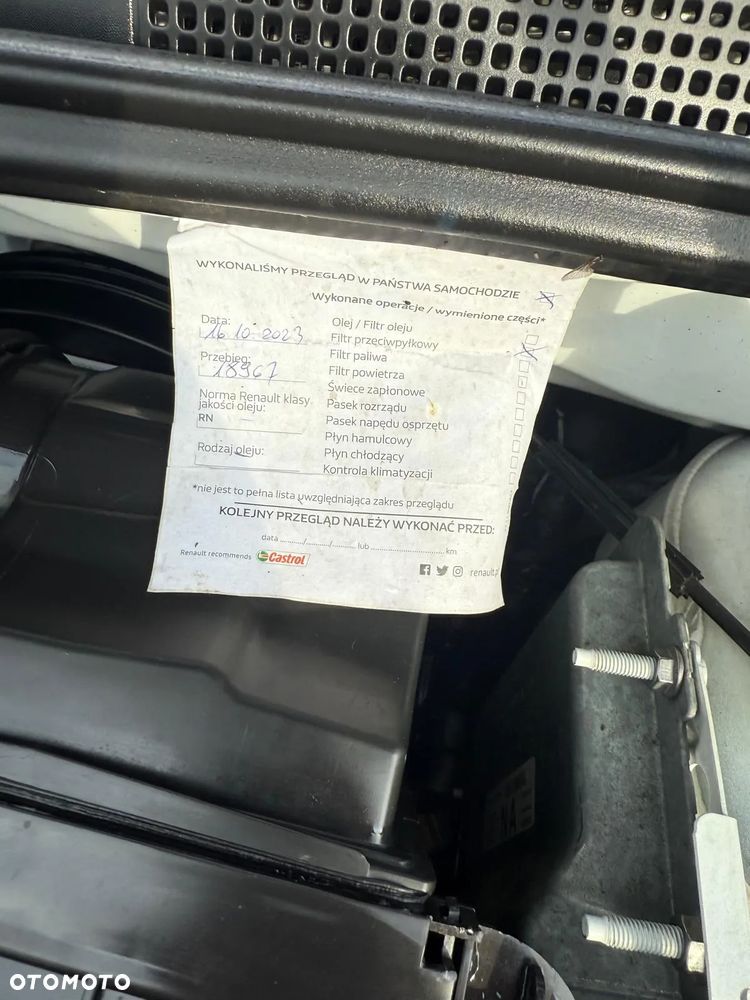 WYKONALIŚMY PRZEGLĄD W PAŃSTWA SAMOCHODZIE
Wykonane operacje / wymienione części*
Data:
16.10.2023
Przebieg:
18967
Norma Renault klasy
jakości oleju:
RN
Rodzaj oleju:
Olej / Filtr oleju
Filtr przeciwpyłkowy
Filtr paliwa
Filtr powietrza
Świece zapłonowe
Pasek rozrządu
Pasek napędu osprzętu
Płyn hamulcowy
Płyn chłodzący
Kontrola klimatyzacji
*nie jest to pełna lista uwzględniająca zakres przeglądu
KOLEJNY PRZEGLĄD NALEŻY WYKONAĆ PRZED:
data ........./........./......... lub ........................... km
Renault recommends Castrol
renault.
NA
OTOMOTO